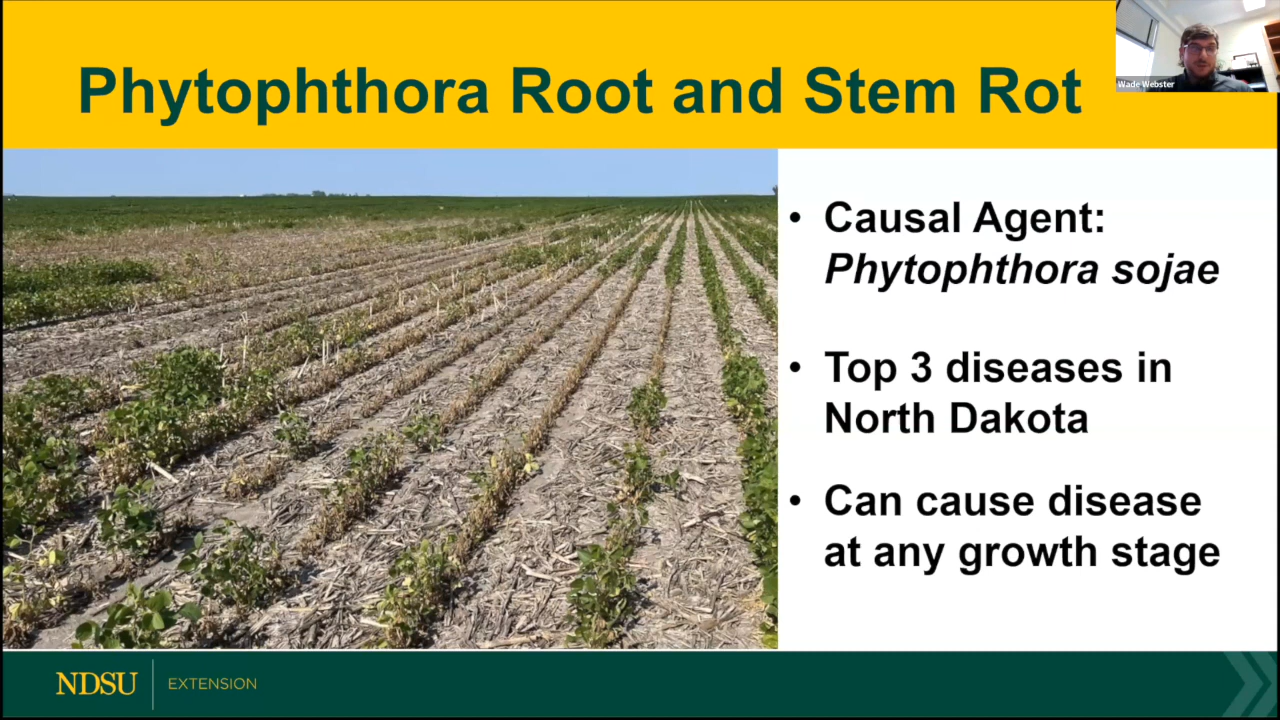 Phytophthora Root and Stem Rot
Wade Webster
• Causal Agent:
Phytophthora sojae
• Top 3 diseases in
North Dakota
• Can cause disease
at any growth stage
NDSU EXTENSION